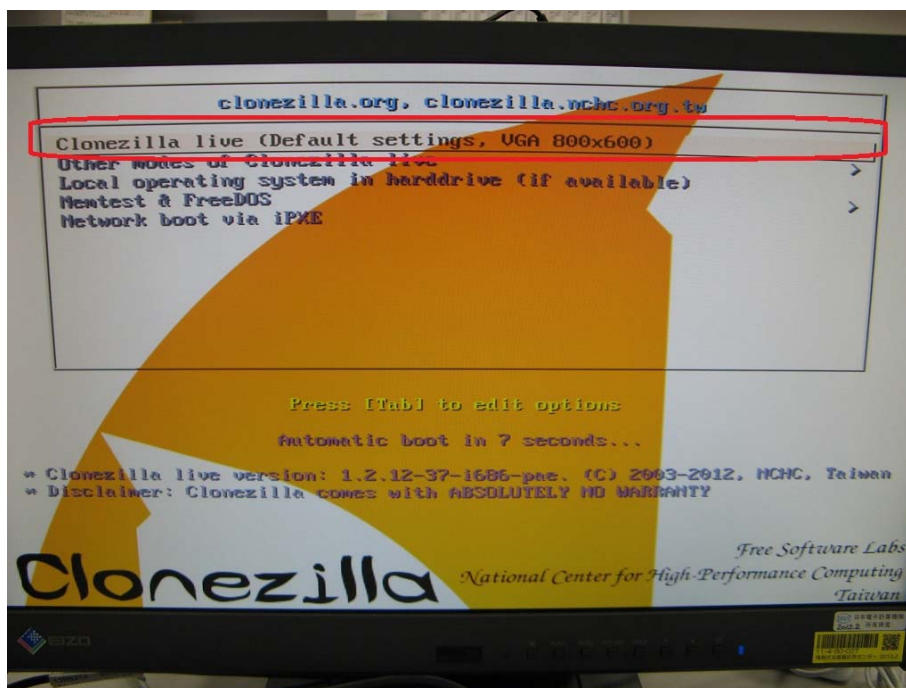 clonezilla.org, clonezilla.nchc.org.tw
Clonezilla live (Default settings, VGA 800x600)
Other modes of Clonezilla live
Local operating system in harddrive (if available)
Memtest & FreeDOS
Network boot via iPXE
Press [Tab] to edit options
Automatic boot in 7 seconds...
* Clonezilla live version: 1.2.12-37-i686-pae. (C) 2003-2012, NCHC, Taiwan
* Disclaimer: Clonezilla comes with ABSOLUTELY NO WARRANTY
Free Software Labs
Clonezilla National Center for High-Performance Computing
Taiwan
EIZO